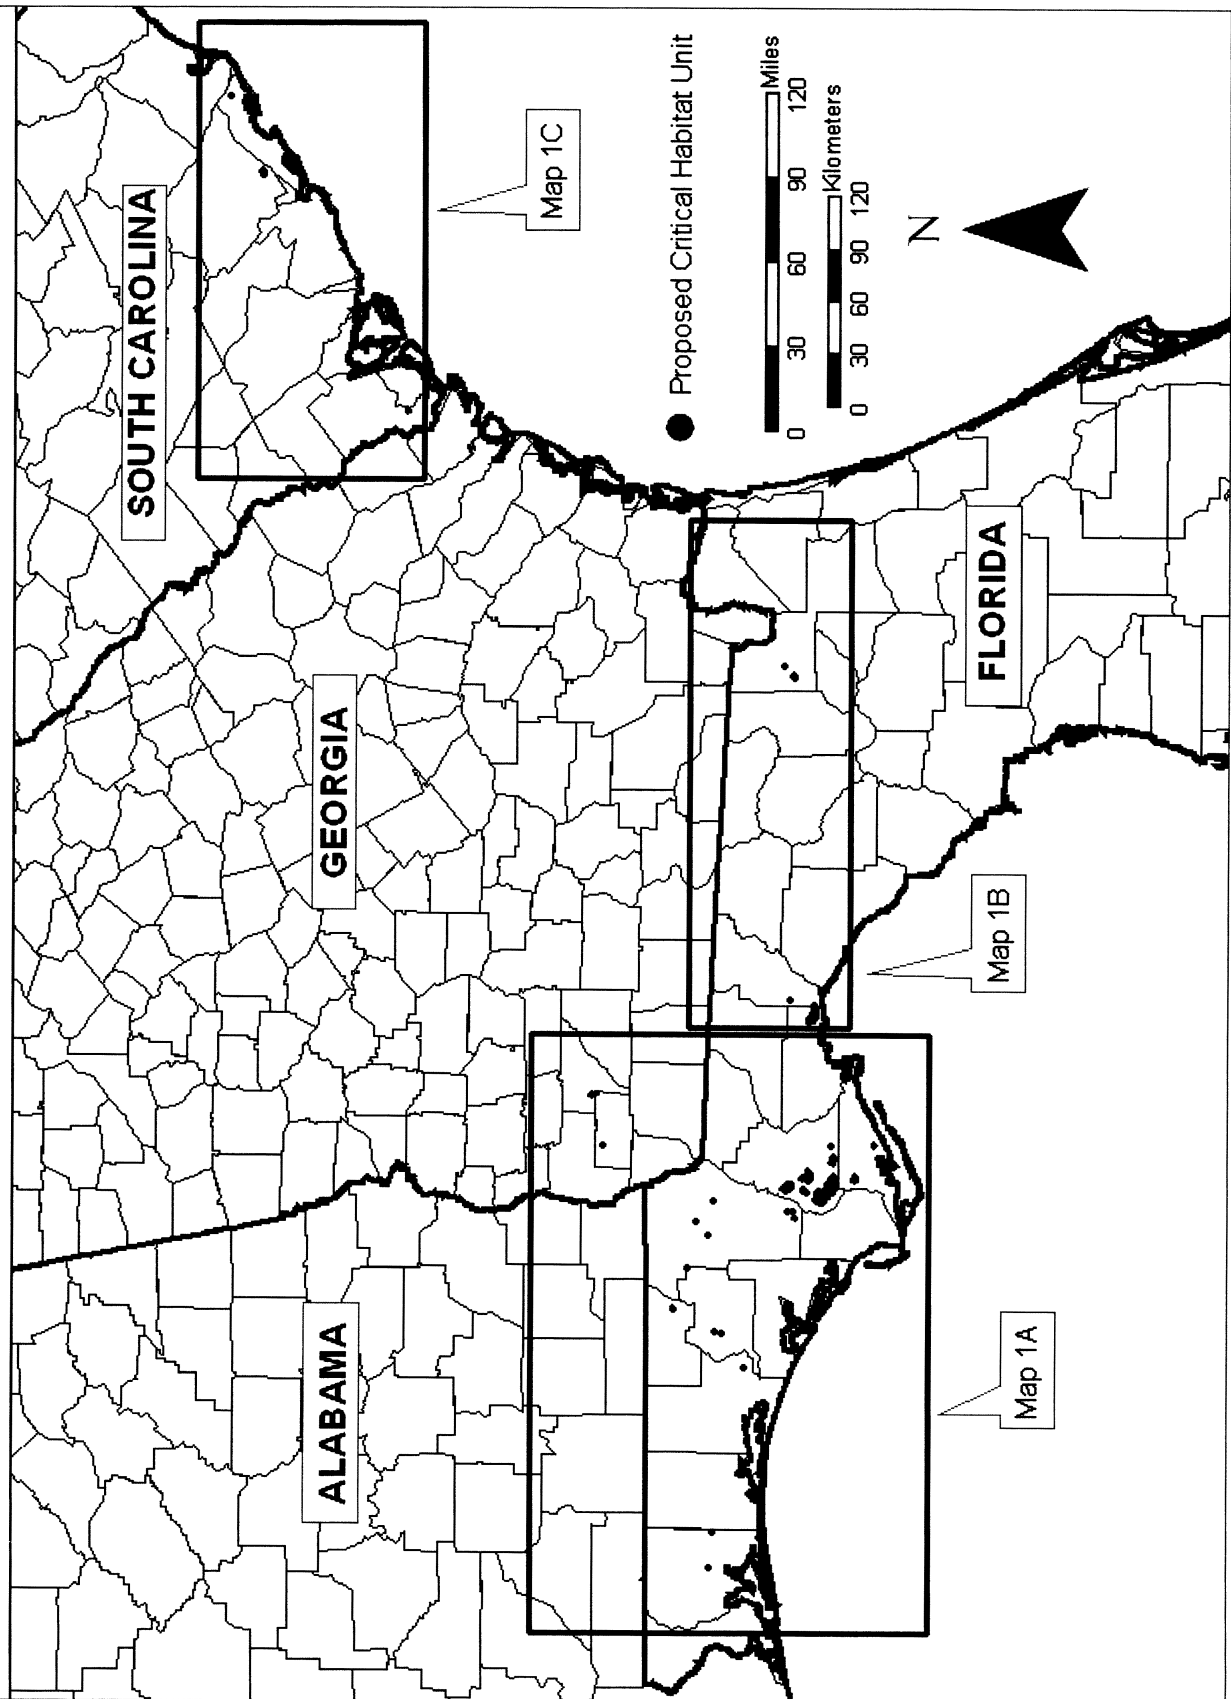 SOUTH CAROLINA
GEORGIA
ALABAMA
FLORIDA
Map 1C
Map 1B
Map 1A
Proposed Critical Habitat Unit
0 30 60 90 120 Miles
0 30 60 90 120 Kilometers
N